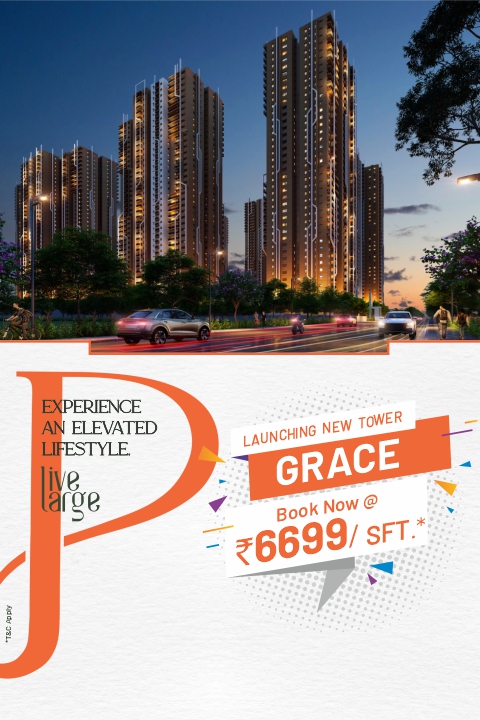 EXPERIENCE
AN ELEVATED
LIFESTYLE.
live
large
LAUNCHING NEW TOWER
GRACE
Book Now @
₹6699/ SFT.*
*T&C Apply